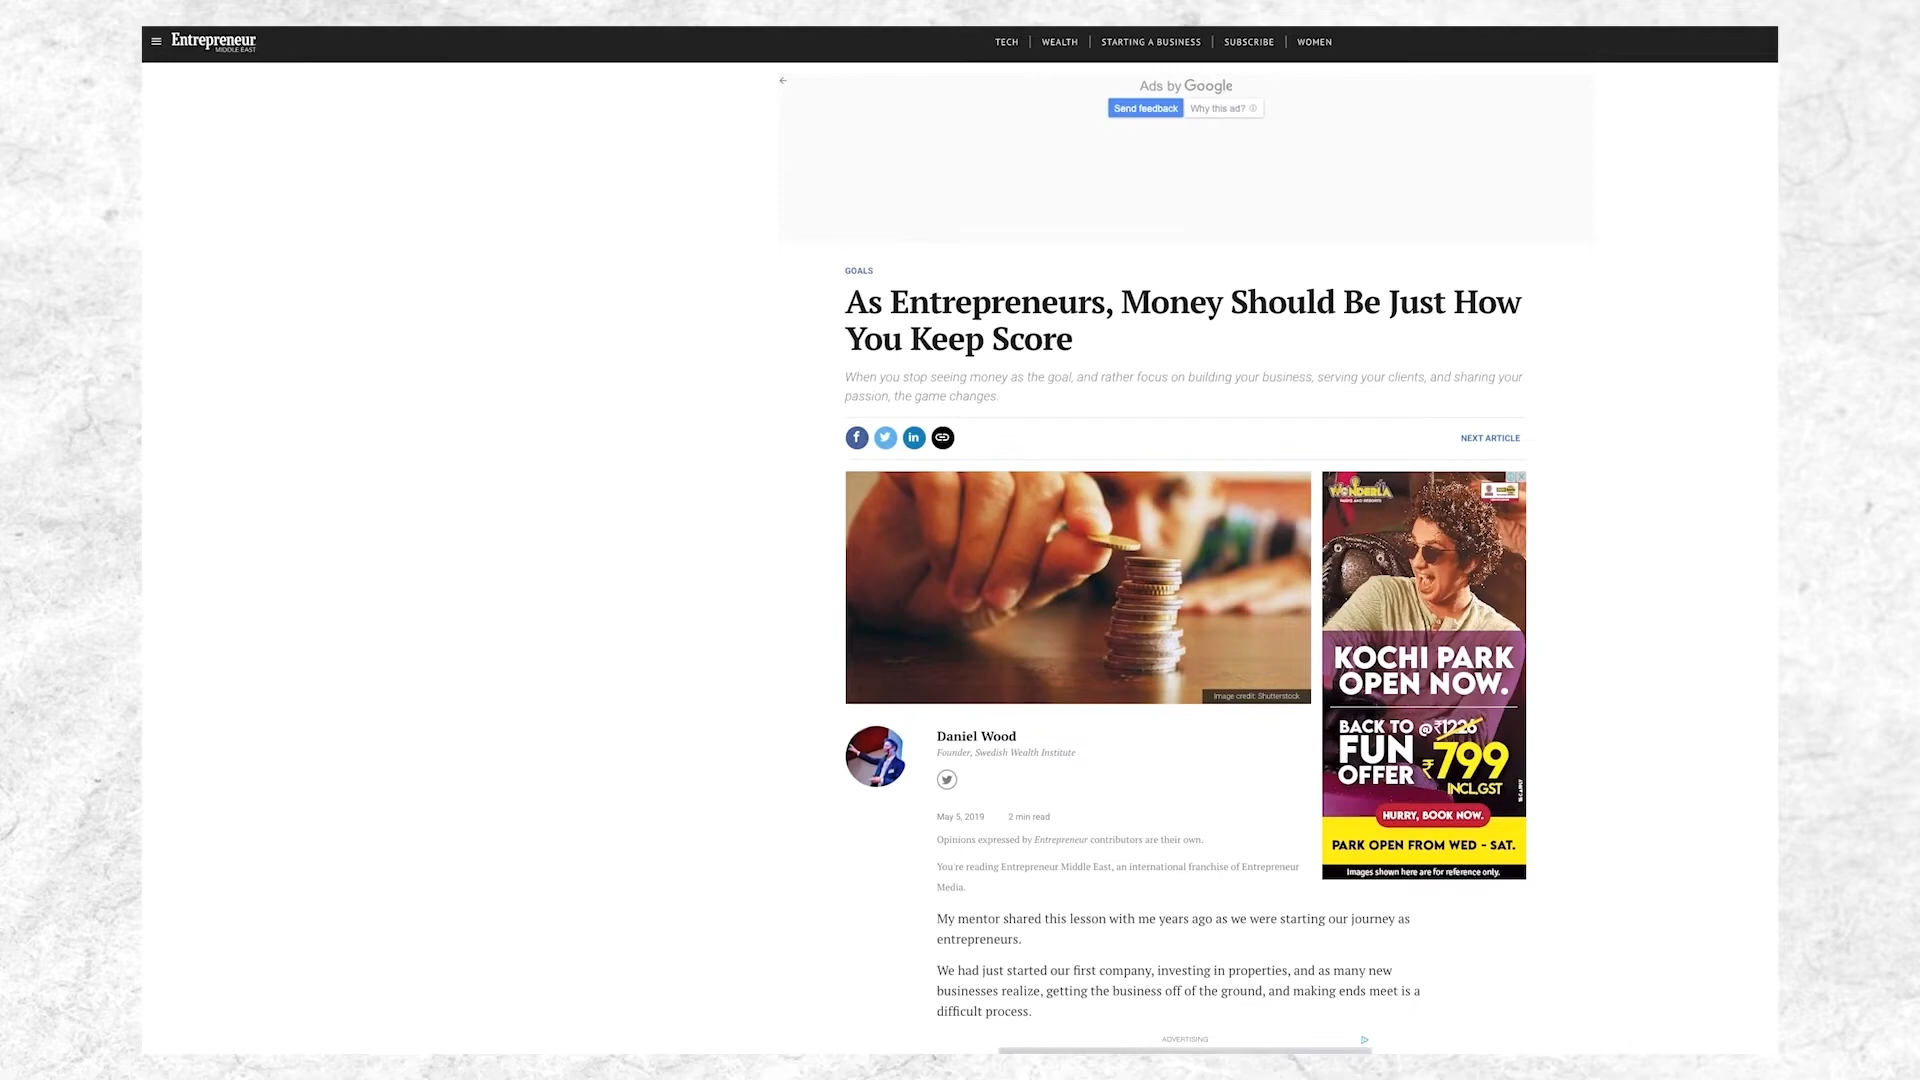 Entrepreneur
MIDDLE EAST
TECH
WEALTH
STARTING A BUSINESS
SUBSCRIBE
WOMEN
Ads by Google
Send feedback
Why this ad?
GOALS
As Entrepreneurs, Money Should Be Just How
You Keep Score
When you stop seeing money as the goal, and rather focus on building your business, serving your clients, and sharing your
passion, the game changes.
NEXT ARTICLE
Image credit: Shutterstock
WONDERLA
KOCHI PARK
OPEN NOW.
BACK TO
FUN
OFFER
@₹1226
₹799
INCL.GST
HURRY, BOOK NOW.
PARK OPEN FROM WED - SAT.
Images shown here are for reference only.
Daniel Wood
Founder, Swedish Wealth Institute
May 5, 2019
2 min read
Opinions expressed by Entrepreneur contributors are their own.
You're reading Entrepreneur Middle East, an international franchise of Entrepreneur
Media.
My mentor shared this lesson with me years ago as we were starting our journey as
entrepreneurs.
We had just started our first company, investing in properties, and as many new
businesses realize, getting the business off of the ground, and making ends meet is a
difficult process.
ADVERTISING